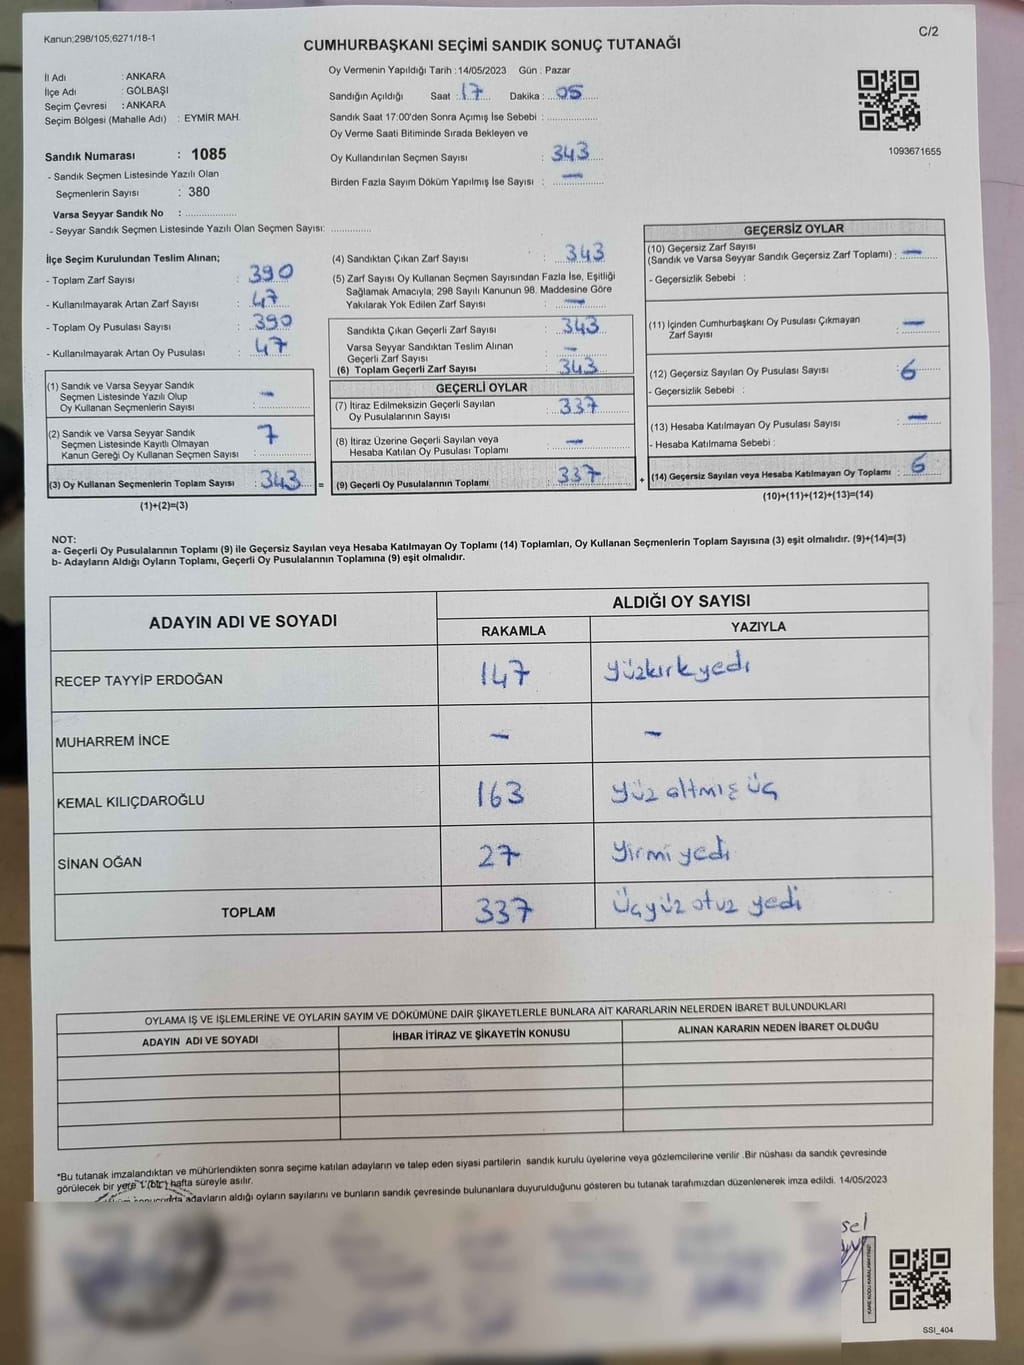 Kanun;298/105;6271/18-1
C/2
CUMHURBAŞKANI SEÇİMİ SANDIK SONUÇ TUTANAĞI
İl Adı : ANKARA
İlçe Adı : GÖLBAŞI
Seçim Çevresi : ANKARA
Seçim Bölgesi (Mahalle Adı) : EYMİR MAH.
Sandık Numarası : 1085
- Sandık Seçmen Listesinde Yazılı Olan
Seçmenlerin Sayısı : 380
Varsa Seyyar Sandık No : ..................
- Seyyar Sandık Seçmen Listesinde Yazılı Olan Seçmen Sayısı: ..............
Oy Vermenin Yapıldığı Tarih : 14/05/2023 Gün : Pazar
Sandığın Açıldığı Saat : 17 Dakika : 05
Sandık Saat 17:00'den Sonra Açımış İse Sebebi : ..................
Oy Verme Saati Bitiminde Sırada Bekleyen ve
Oy Kullandırılan Seçmen Sayısı : 343
Birden Fazla Sayım Döküm Yapılmış İse Sayısı : —
1093671655
İlçe Seçim Kurulundan Teslim Alınan;
- Toplam Zarf Sayısı : 390
- Kullanılmayarak Artan Zarf Sayısı : 47
- Toplam Oy Pusulası Sayısı : 390
- Kullanılmayarak Artan Oy Pusulası : 47
(1) Sandık ve Varsa Seyyar Sandık
Seçmen Listesinde Yazılı Olup
Oy Kullanan Seçmenlerin Sayısı : —
(2) Sandık ve Varsa Seyyar Sandık
Seçmen Listesinde Kayıtlı Olmayan
Kanun Gereği Oy Kullanan Seçmen Sayısı : 7
(3) Oy Kullanan Seçmenlerin Toplam Sayısı : 343 =
(1)+(2)=(3)
(4) Sandıktan Çıkan Zarf Sayısı : 343
(5) Zarf Sayısı Oy Kullanan Seçmen Sayısından Fazla İse, Eşitliği
Sağlamak Amacıyla; 298 Sayılı Kanunun 98. Maddesine Göre
Yakılarak Yok Edilen Zarf Sayısı : —
Sandıkta Çıkan Geçerli Zarf Sayısı : 343
Varsa Seyyar Sandıktan Teslim Alınan
Geçerli Zarf Sayısı : —
(6) Toplam Geçerli Zarf Sayısı : 343
GEÇERLİ OYLAR
(7) İtiraz Edilmeksizin Geçerli Sayılan
Oy Pusulalarının Sayısı : 337
(8) İtiraz Üzerine Geçerli Sayılan veya
Hesaba Katılan Oy Pusulası Toplamı : —
(9) Geçerli Oy Pusulalarının Toplamı : 337 +
GEÇERSİZ OYLAR
(10) Geçersiz Zarf Sayısı
(Sandık ve Varsa Seyyar Sandık Geçersiz Zarf Toplamı) : —
- Geçersizlik Sebebi :
(11) İçinden Cumhurbaşkanı Oy Pusulası Çıkmayan
Zarf Sayısı : —
(12) Geçersiz Sayılan Oy Pusulası Sayısı : 6
- Geçersizlik Sebebi :
(13) Hesaba Katılmayan Oy Pusulası Sayısı : —
- Hesaba Katılmama Sebebi :
(14) Geçersiz Sayılan veya Hesaba Katılmayan Oy Toplamı : 6
(10)+(11)+(12)+(13)=(14)
NOT:
a- Geçerli Oy Pusulalarının Toplamı (9) ile Geçersiz Sayılan veya Hesaba Katılmayan Oy Toplamı (14) Toplamları, Oy Kullanan Seçmenlerin Toplam Sayısına (3) eşit olmalıdır. (9)+(14)=(3)
b- Adayların Aldığı Oyların Toplamı, Geçerli Oy Pusulalarının Toplamına (9) eşit olmalıdır.
ADAYIN ADI VE SOYADI ALDIĞI OY SAYISI
RAKAMLA YAZIYLA
RECEP TAYYİP ERDOĞAN 147 yüzkırkyedi
MUHARREM İNCE — —
KEMAL KILIÇDAROĞLU 163 yüz altmış üç
SİNAN OĞAN 27 yirmi yedi
TOPLAM 337 Üçyüz otuz yedi
OYLAMA İŞ VE İŞLEMLERİNE VE OYLARIN SAYIM VE DÖKÜMÜNE DAİR ŞİKAYETLERLE BUNLARA AİT KARARLARIN NELERDEN İBARET BULUNDUKLARI
ADAYIN ADI VE SOYADI İHBAR İTİRAZ VE ŞİKAYETİN KONUSU ALINAN KARARIN NEDEN İBARET OLDUĞU
*Bu tutanak imzalandıktan ve mühürlendikten sonra seçime katılan adayların ve talep eden siyasi partilerin sandık kurulu üyelerine veya gözlemcilerine verilir .Bir nüshası da sandık çevresinde
görülecek bir yere 1 (bir) hafta süreyle asılır.
adayların aldığı oyların sayılarını ve bunların sandık çevresinde bulunanlara duyurulduğunu gösteren bu tutanak tarafımızdan düzenlenerek imza edildi. 14/05/2023
sel
SSI_404